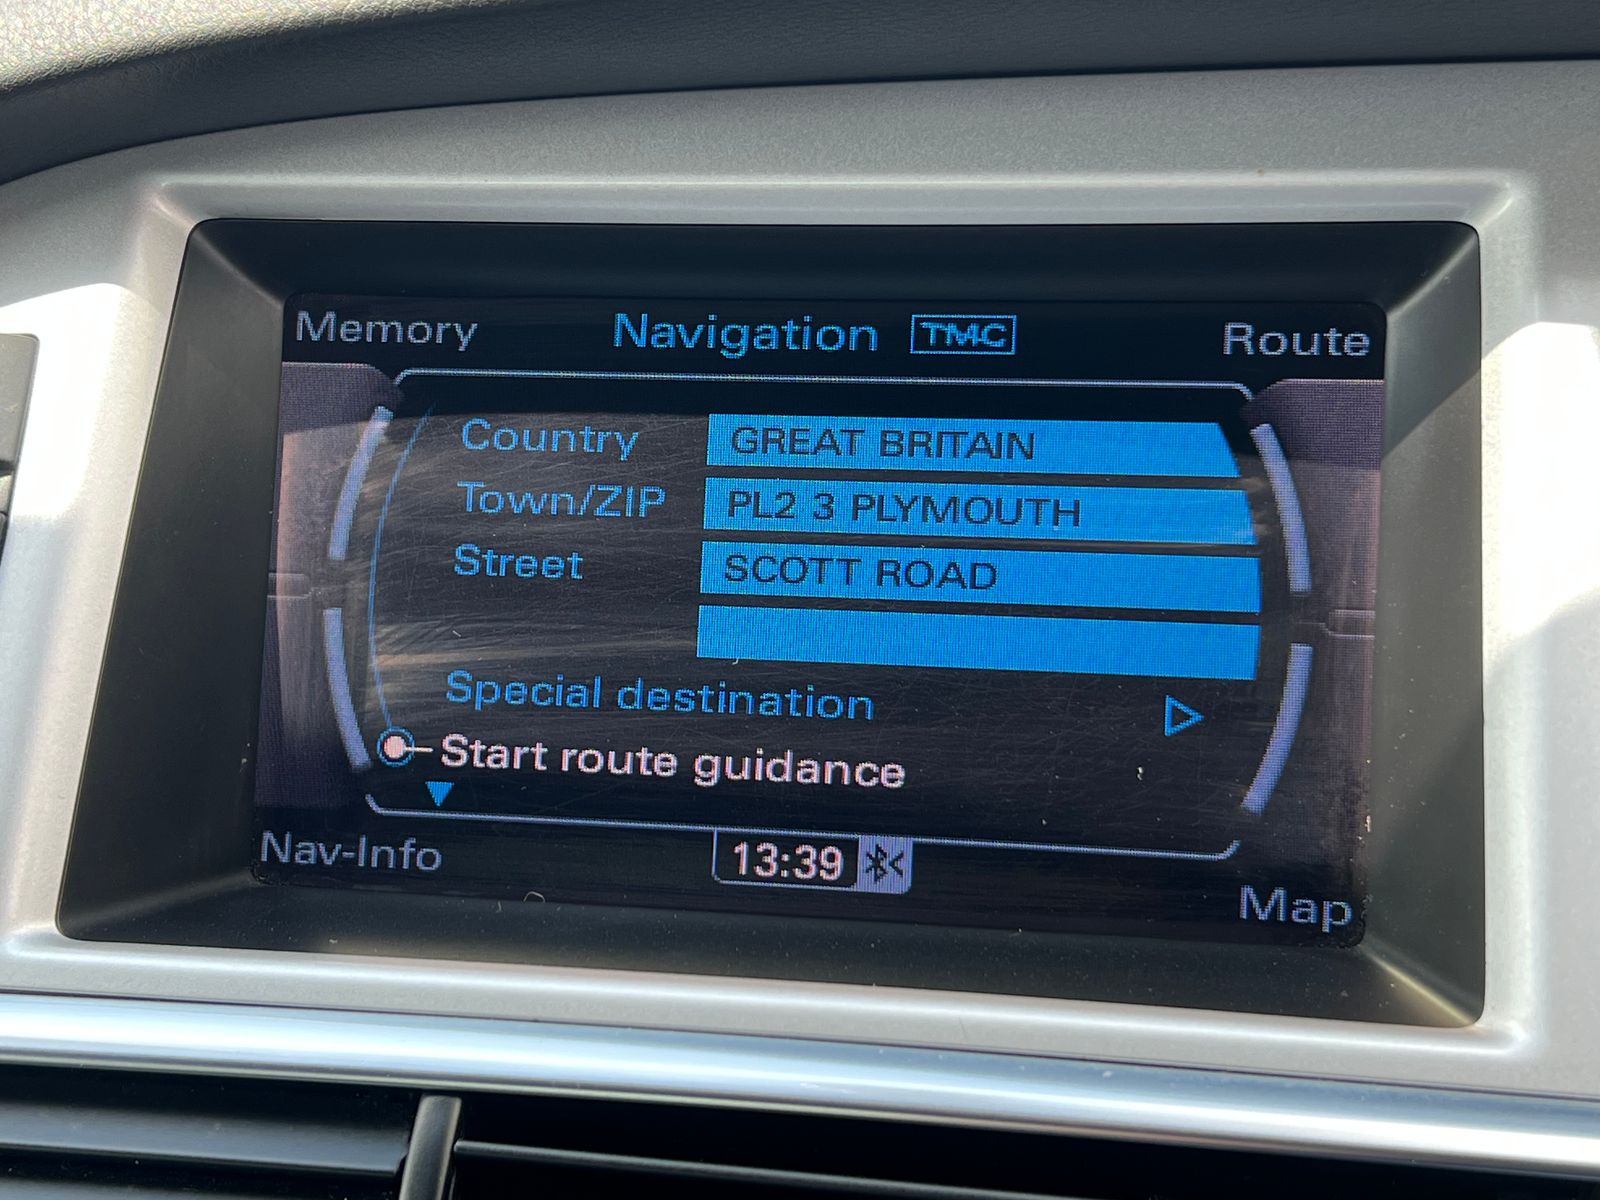 Memory Navigation TMC Route
Country GREAT BRITAIN
Town/ZIP PL2 3 PLYMOUTH
Street SCOTT ROAD
Special destination
Start route guidance
Nav-Info 13:39 Map